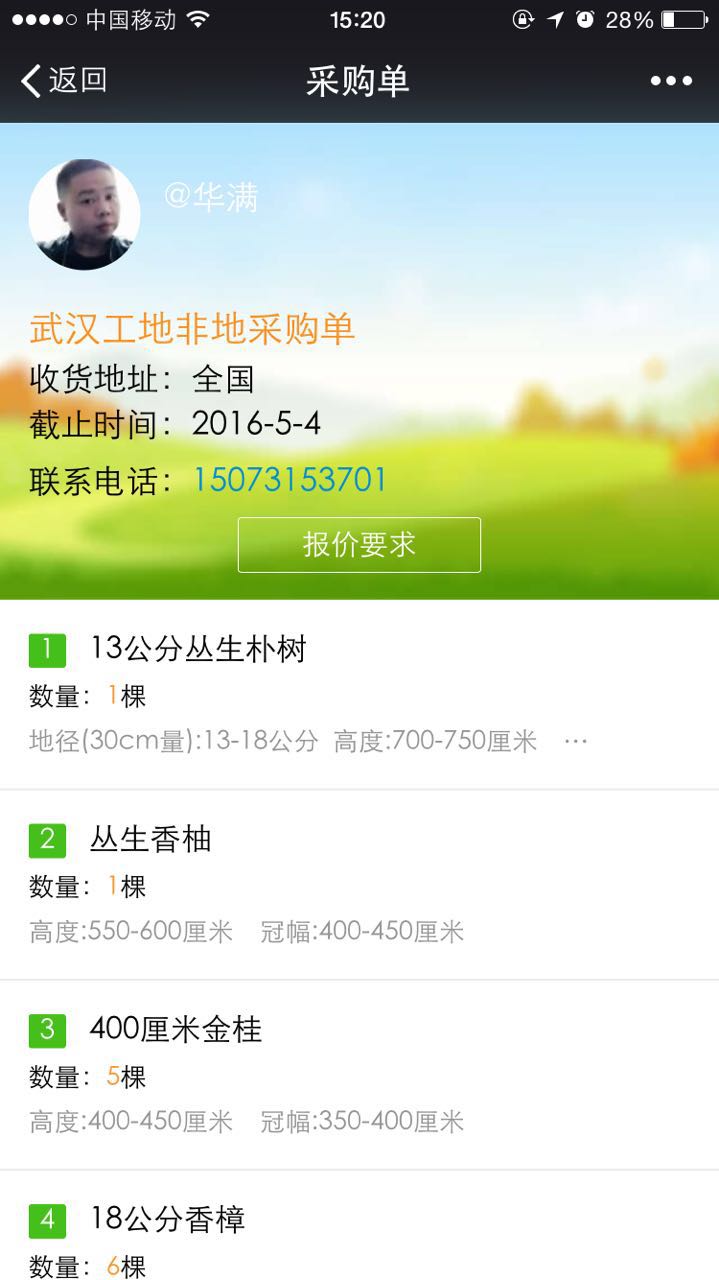 中国移动 15:20 28%
返回 采购单
@华满
武汉工地非地采购单
收货地址：全国
截止时间：2016-5-4
联系电话：15073153701
报价要求
1 13公分丛生朴树
数量：1棵
地径(30cm量):13-18公分 高度:700-750厘米 ···
2 丛生香柚
数量：1棵
高度:550-600厘米 冠幅:400-450厘米
3 400厘米金桂
数量：5棵
高度:400-450厘米 冠幅:350-400厘米
4 18公分香樟
数量：6棵